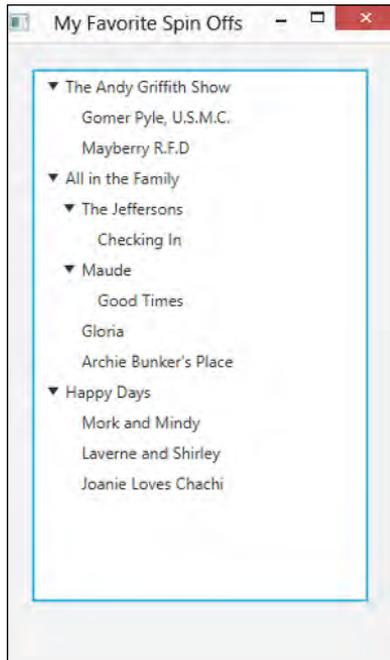 My Favorite Spin Offs
The Andy Griffith Show
Gomer Pyle, U.S.M.C.
Mayberry R.F.D
All in the Family
The Jeffersons
Checking In
Maude
Good Times
Gloria
Archie Bunker's Place
Happy Days
Mork and Mindy
Laverne and Shirley
Joanie Loves Chachi